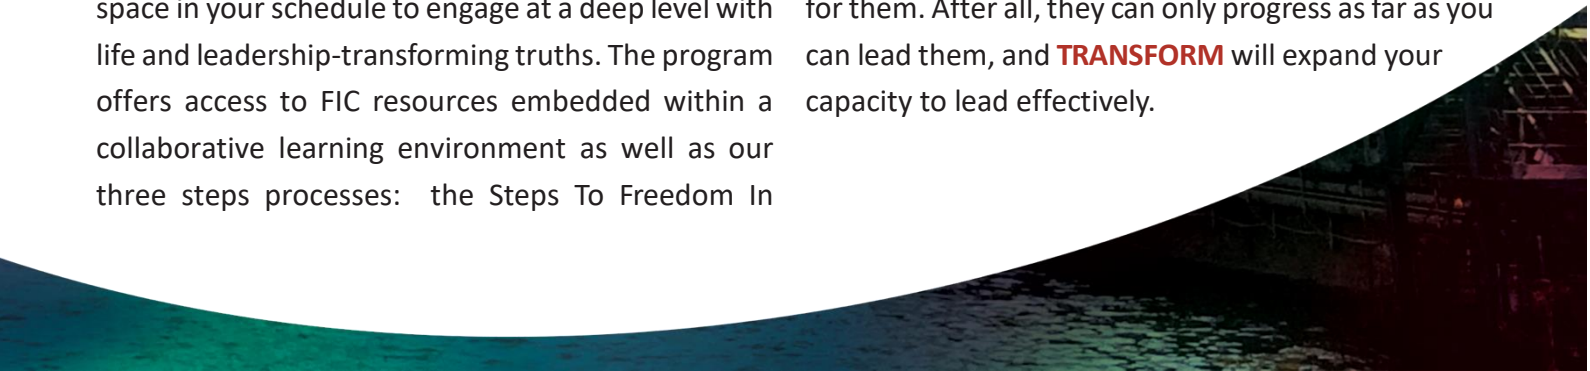 space in your schedule to engage at a deep level with
life and leadership-transforming truths. The program
offers access to FIC resources embedded within a
collaborative learning environment as well as our
three steps processes:  the Steps To Freedom In
for them. After all, they can only progress as far as you
can lead them, and TRANSFORM will expand your
capacity to lead effectively.